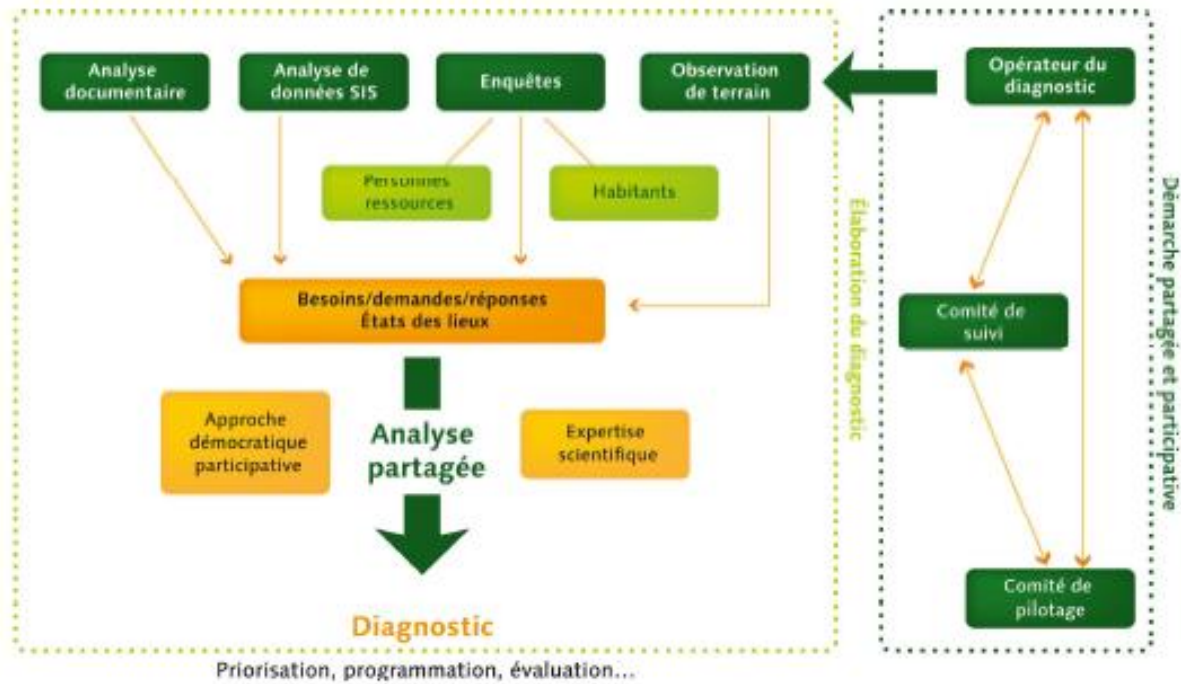 Analyse
documentaire
Analyse de
données SIS
Enquêtes
Observation
de terrain
Opérateur du
diagnostic
Personnes
ressources
Habitants
Besoins/demandes/réponses
États des lieux
Comité de
suivi
Approche
démocratique
participative
Analyse
partagée
Expertise
scientifique
Comité de
pilotage
Diagnostic
Priorisation, programmation, évaluation...
Élaboration du diagnostic
Démarche partagée et participative